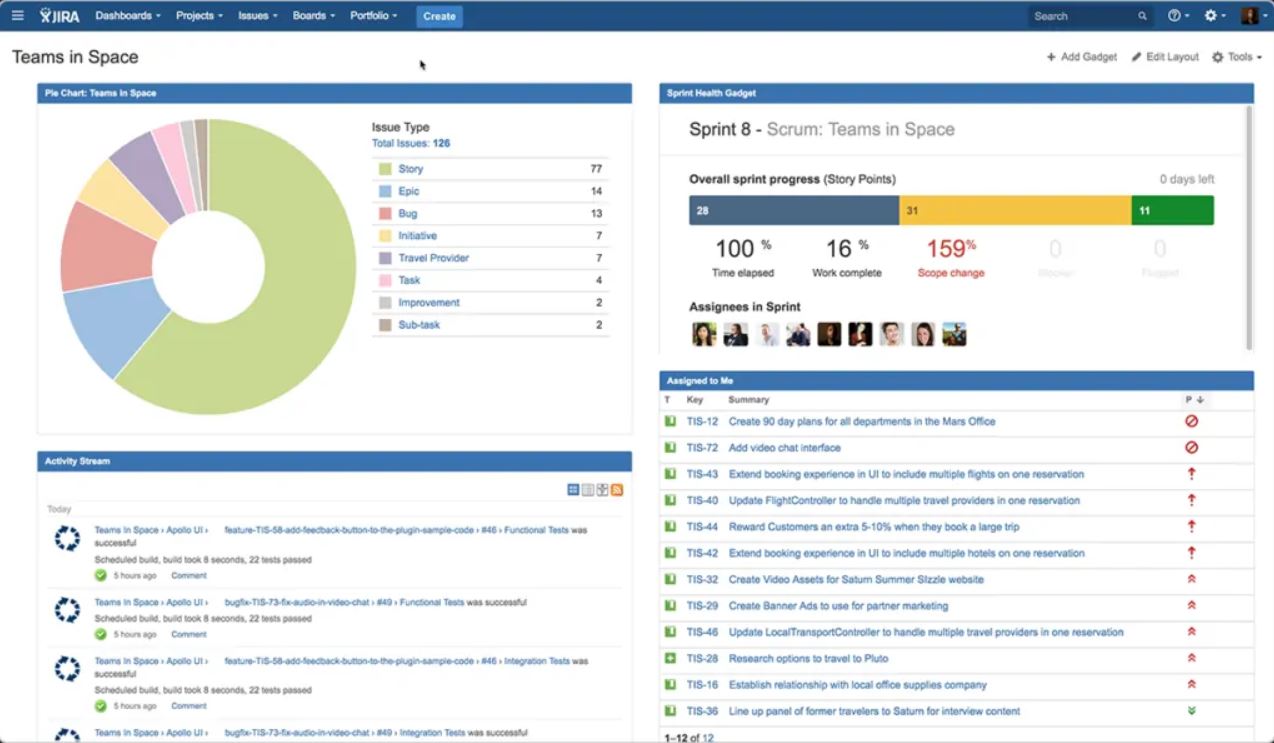 JIRA Dashboards Projects Issues Boards Portfolio Create Search
Teams in Space
Add Gadget Edit Layout Tools
Pie Chart: Teams In Space
Issue Type
Total Issues: 126
Story 77
Epic 14
Bug 13
Initiative 7
Travel Provider 7
Task 4
Improvement 2
Sub-task 2
Activity Stream
Today
Teams In Space › Apollo UI › feature-TIS-58-add-feedback-button-to-the-plugin-sample-code › #46 › Functional Tests was
successful
Scheduled build, build took 8 seconds, 22 tests passed
5 hours ago Comment
Teams In Space › Apollo UI › bugfix-TIS-73-fix-audio-in-video-chat › #49 › Functional Tests was successful
Scheduled build, build took 8 seconds, 22 tests passed
5 hours ago Comment
Teams In Space › Apollo UI › feature-TIS-58-add-feedback-button-to-the-plugin-sample-code › #46 › Integration Tests was
successful
Scheduled build, build took 8 seconds, 22 tests passed
5 hours ago Comment
Teams In Space › Apollo UI › bugfix-TIS-73-fix-audio-in-video-chat › #49 › Integration Tests was successful
Sprint Health Gadget
Sprint 8 - Scrum: Teams in Space
Overall sprint progress (Story Points) 0 days left
28 31 11
100 % 16 % 159% 0 0
Time elapsed Work complete Scope change Blocker Flagged
Assignees in Sprint
Assigned to Me
T Key Summary P
TIS-12 Create 90 day plans for all departments in the Mars Office
TIS-72 Add video chat interface
TIS-43 Extend booking experience in UI to include multiple flights on one reservation
TIS-40 Update FlightController to handle multiple travel providers in one reservation
TIS-44 Reward Customers an extra 5-10% when they book a large trip
TIS-42 Extend booking experience in UI to include multiple hotels on one reservation
TIS-32 Create Video Assets for Saturn Summer SIzzle website
TIS-29 Create Banner Ads to use for partner marketing
TIS-46 Update LocalTransportController to handle multiple travel providers in one reservation
TIS-28 Research options to travel to Pluto
TIS-16 Establish relationship with local office supplies company
TIS-36 Line up panel of former travelers to Saturn for interview content
1–12 of 12